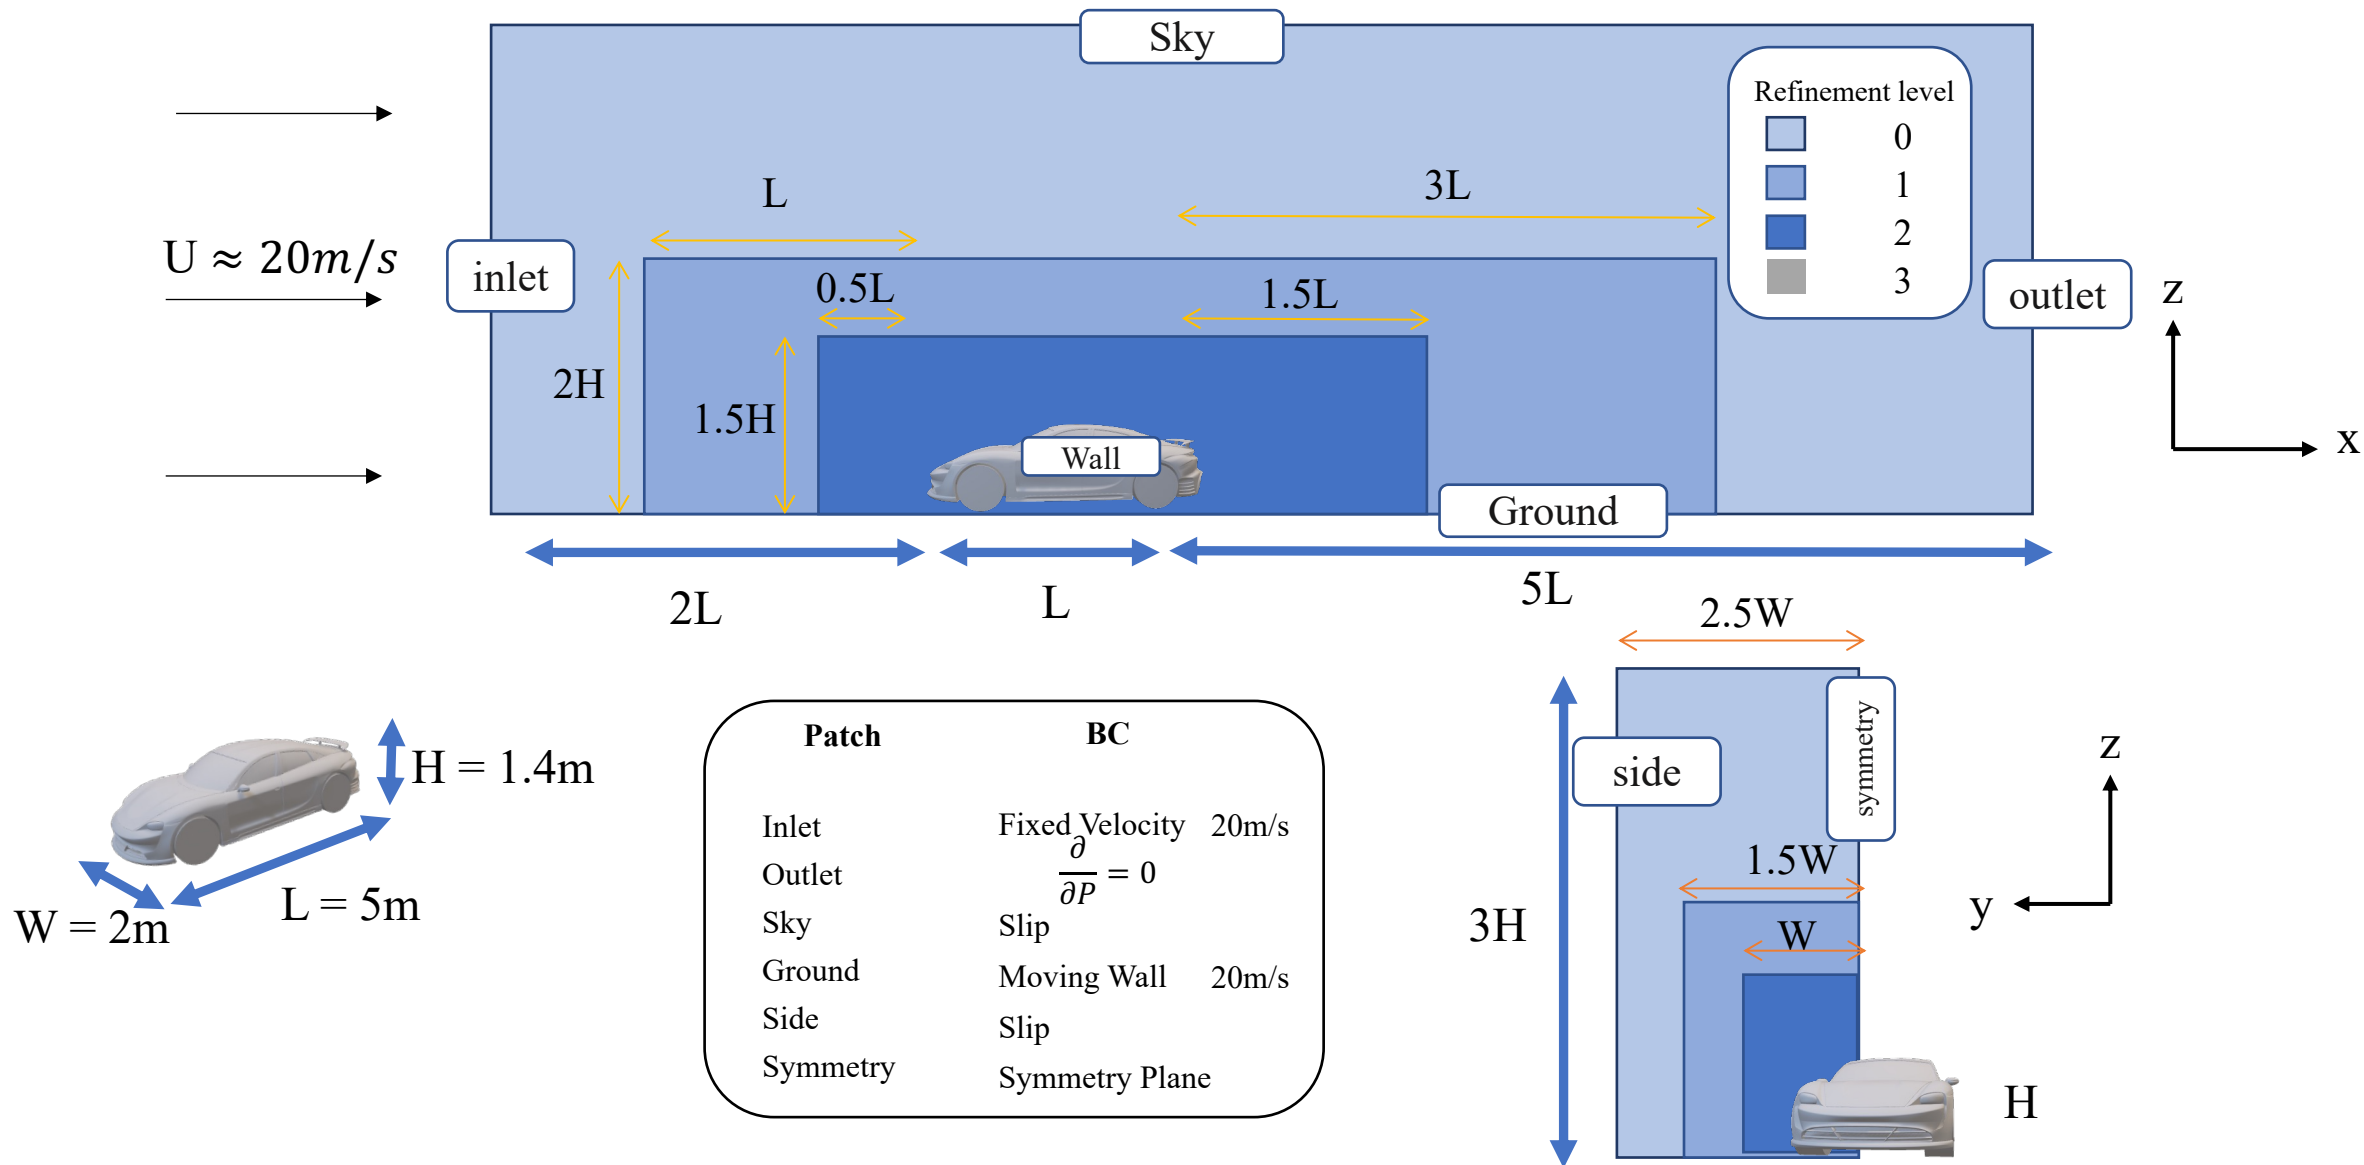 Sky
Refinement level
0
1
2
3
L
3L
U ≈ 20m/s
inlet
0.5L
1.5L
outlet
z
2H
1.5H
Wall
x
Ground
2L
L
5L
2.5W
symmetry
side
z
H = 1.4m
L = 5m
W = 2m
Patch BC
Inlet Fixed Velocity 20m/s
Outlet ∂/∂P = 0
Sky Slip
Ground Moving Wall 20m/s
Side Slip
Symmetry Symmetry Plane
1.5W
3H
W
y
H